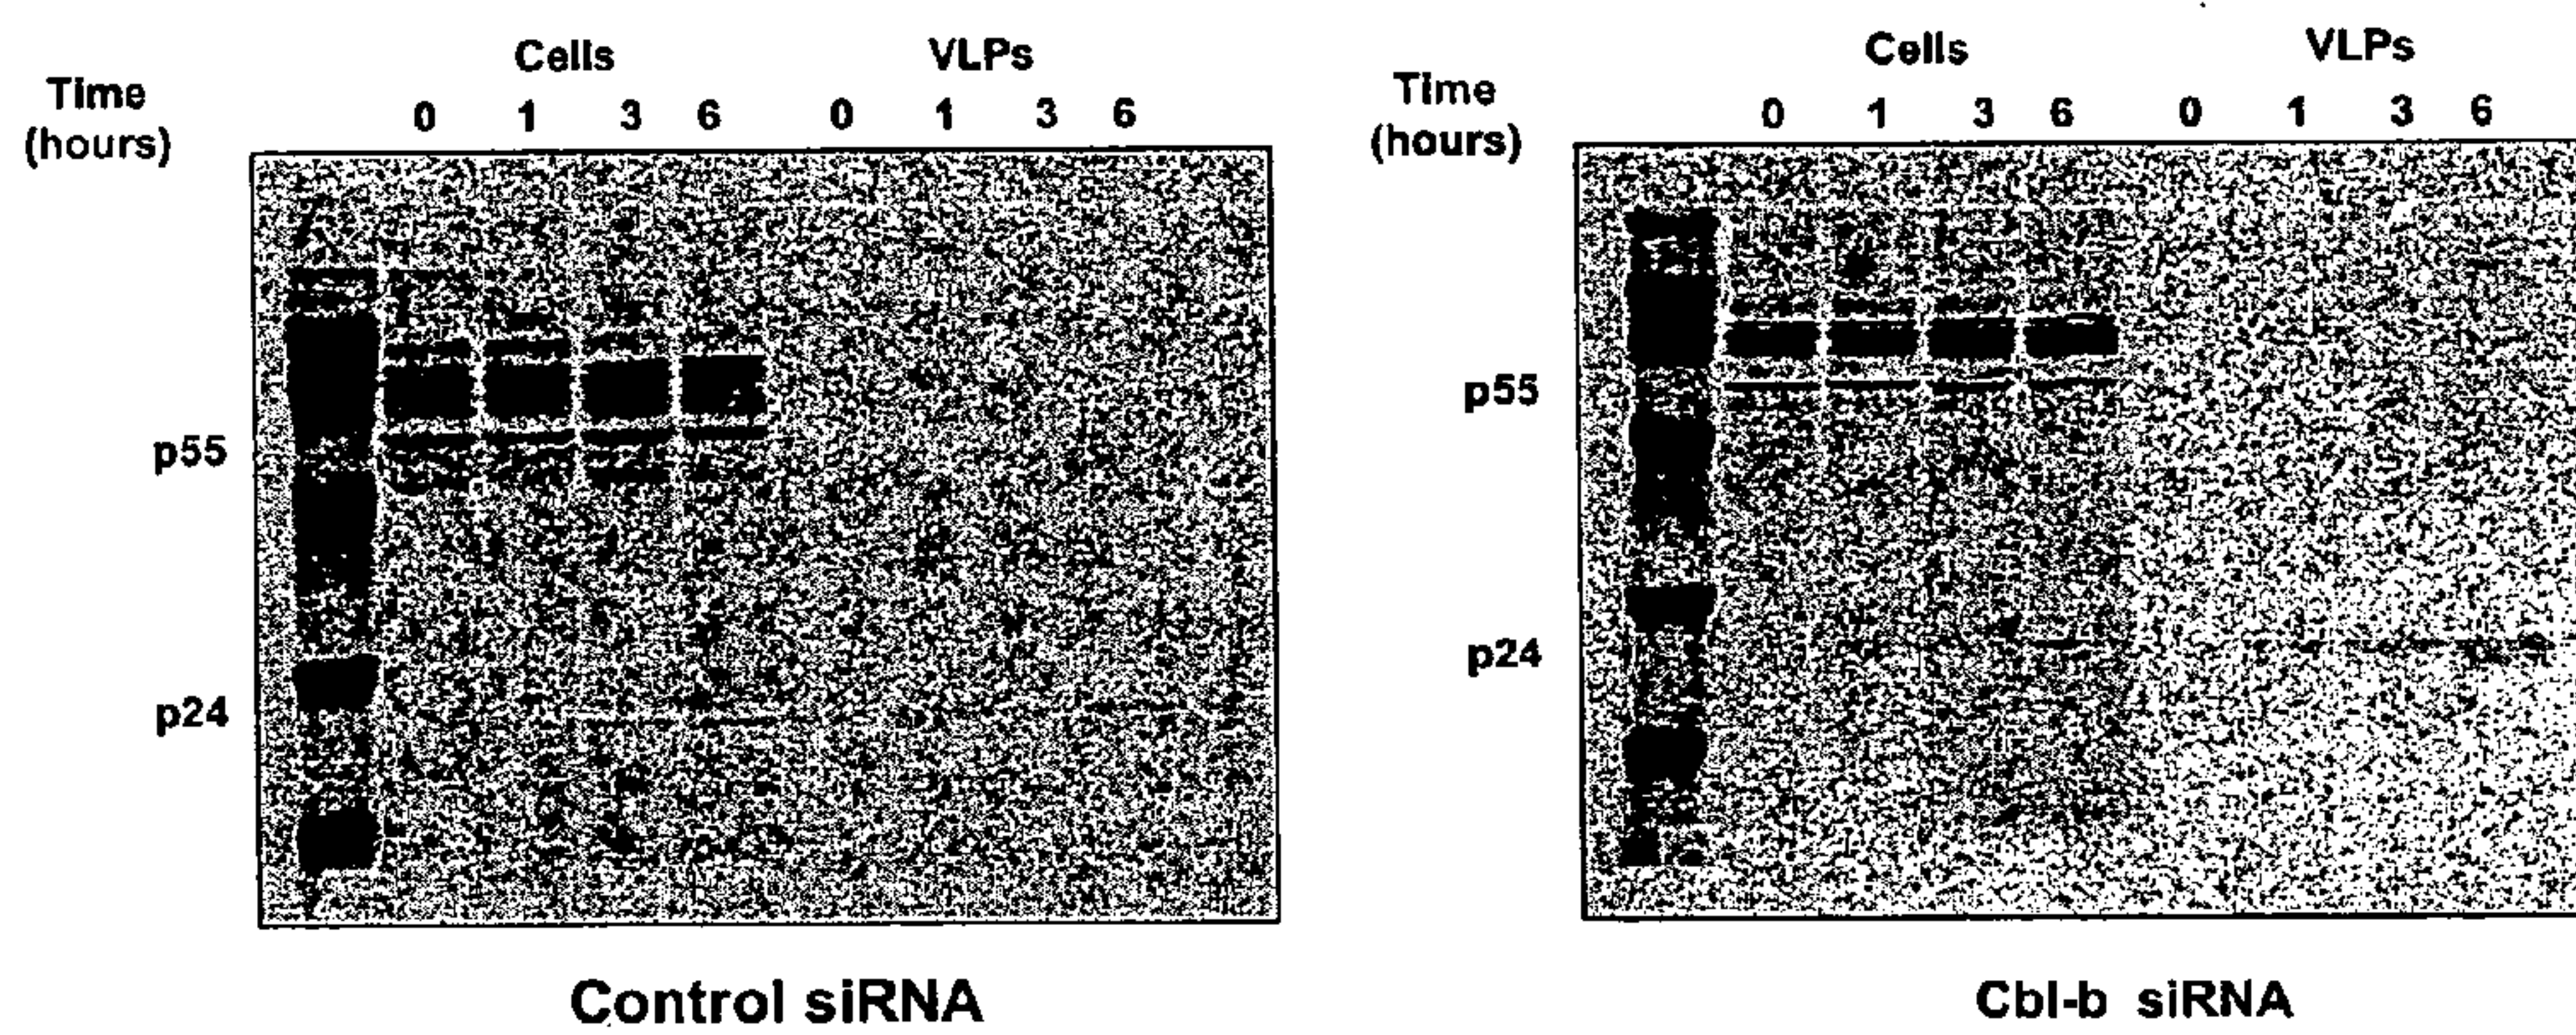 Cells VLPs
Time (hours) 0 1 3 6 0 1 3 6
p55
p24
Control siRNA
Cells VLPs
Time (hours) 0 1 3 6 0 1 3 6
p55
p24
Cbl-b siRNA